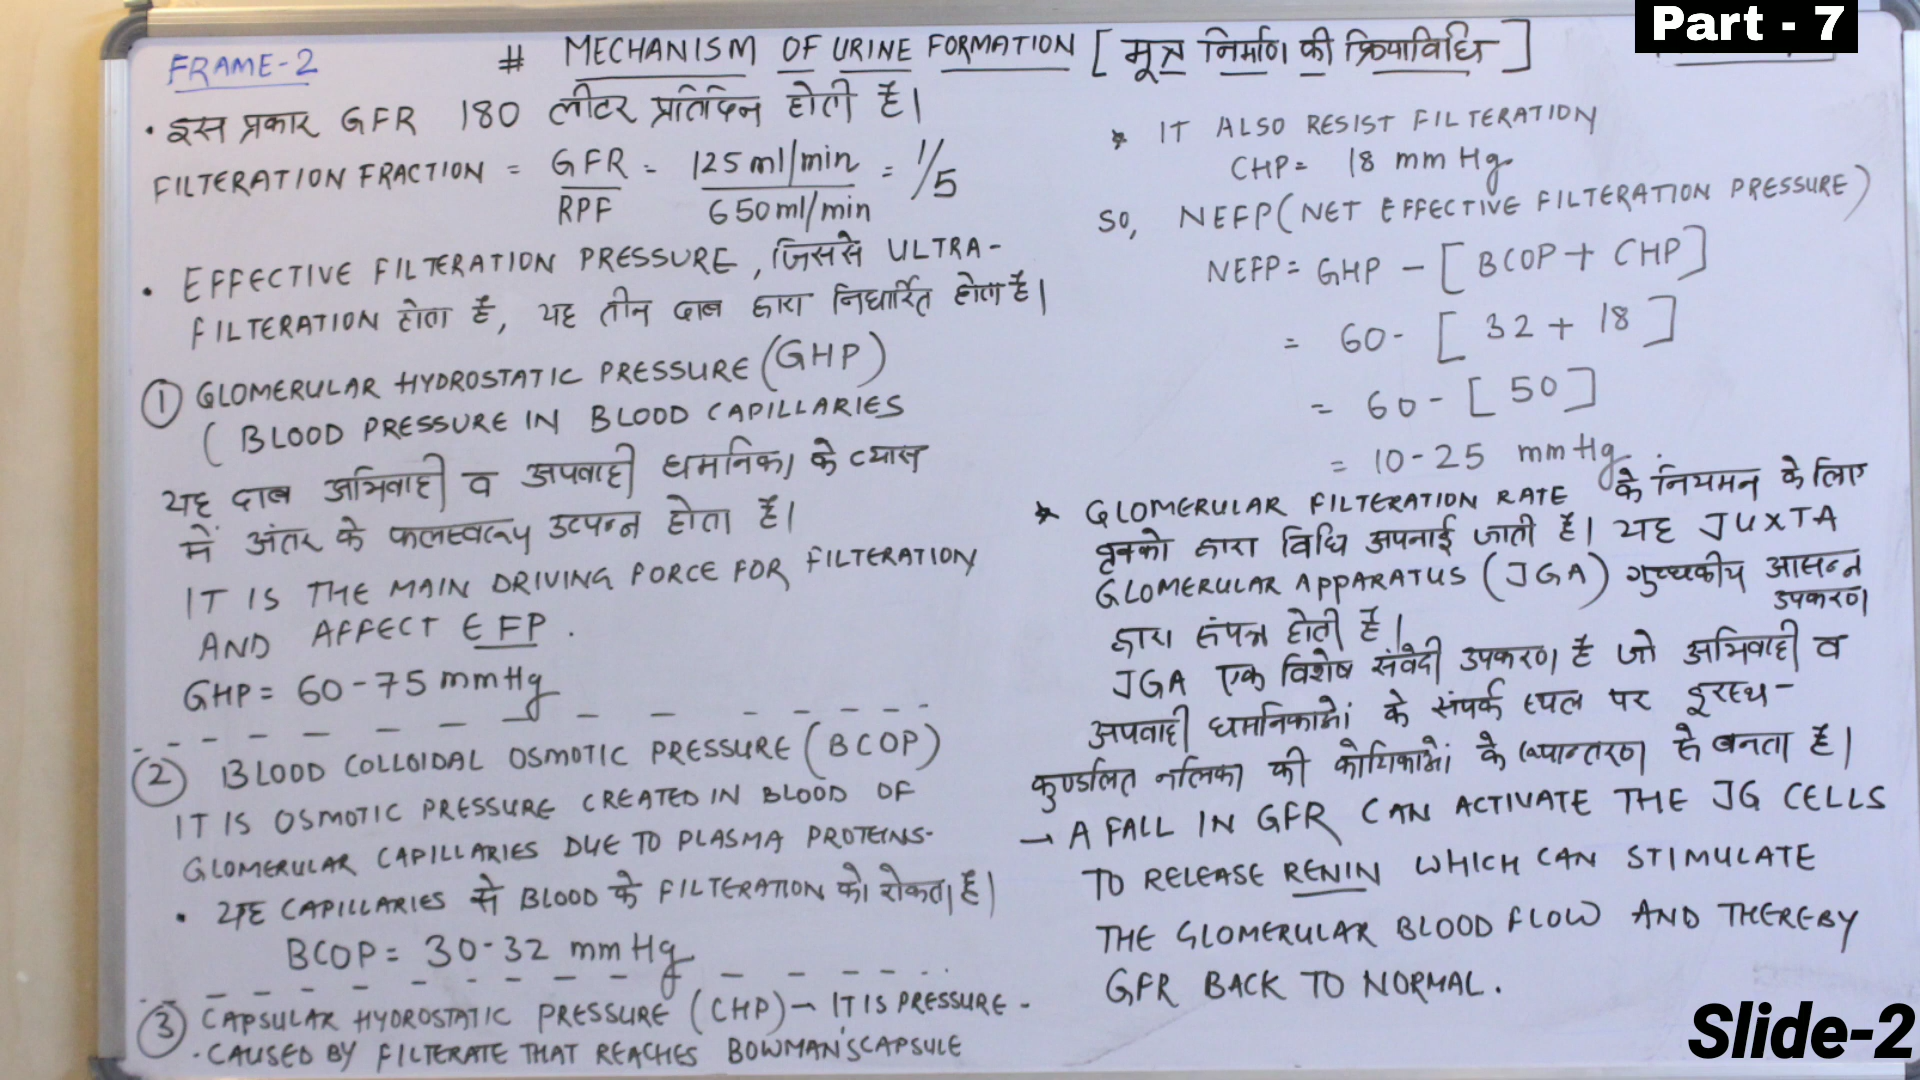 Part - 7
FRAME-2
# MECHANISM OF URINE FORMATION [ मूत्र निर्माण की क्रियाविधि ]
• इस प्रकार GFR 180 लीटर प्रतिदिन होती है।
FILTERATION FRACTION = GFR/RPF = 125 ml/min / 650 ml/min = 1/5
• EFFECTIVE FILTERATION PRESSURE, जिससे ULTRA-
FILTERATION होता है, यह तीन दाब द्वारा निर्धारित होता है।
① GLOMERULAR HYDROSTATIC PRESSURE (GHP)
( BLOOD PRESSURE IN BLOOD CAPILLARIES
यह दाब अभिवाही व अपवाही धमनिका के व्यास
में अंतर के फलस्वरूप उत्पन्न होता है।
IT IS THE MAIN DRIVING FORCE FOR FILTERATION
AND AFFECT EFP.
GHP = 60-75 mmHg
② BLOOD COLLOIDAL OSMOTIC PRESSURE (BCOP)
IT IS OSMOTIC PRESSURE CREATED IN BLOOD OF
GLOMERULAR CAPILLARIES DUE TO PLASMA PROTEINS-
• यह CAPILLARIES से BLOOD के FILTERATION को रोकता है।
BCOP = 30-32 mm Hg
③ CAPSULAR HYDROSTATIC PRESSURE (CHP) → IT IS PRESSURE -
. CAUSED BY FILTERATE THAT REACHES BOWMAN'S CAPSULE
* IT ALSO RESIST FILTERATION
CHP = 18 mm Hg.
SO, NEFP (NET EFFECTIVE FILTERATION PRESSURE)
NEFP = GHP - [ BCOP + CHP ]
= 60 - [ 32 + 18 ]
= 60 - [ 50 ]
= 10-25 mmHg
* GLOMERULAR FILTERATION RATE के नियमन के लिए
वृक्को द्वारा विधि अपनाई जाती है। यह JUXTA
GLOMERULAR APPARATUS (JGA) गुच्छकीय आसन्न
उपकरण
द्वारा संपन्न होती है।
JGA एक विशेष संवेदी उपकरण है जो अभिवाही व
अपवाही धमनिकाओं के संपर्क स्थल पर दूरस्थ-
कुण्डलित नलिका की कोशिकाओं के रूपान्तरण से बनता है।
→ A FALL IN GFR CAN ACTIVATE THE JG CELLS
TO RELEASE RENIN WHICH CAN STIMULATE
THE GLOMERULAR BLOOD FLOW AND THEREBY
GFR BACK TO NORMAL.
Slide-2